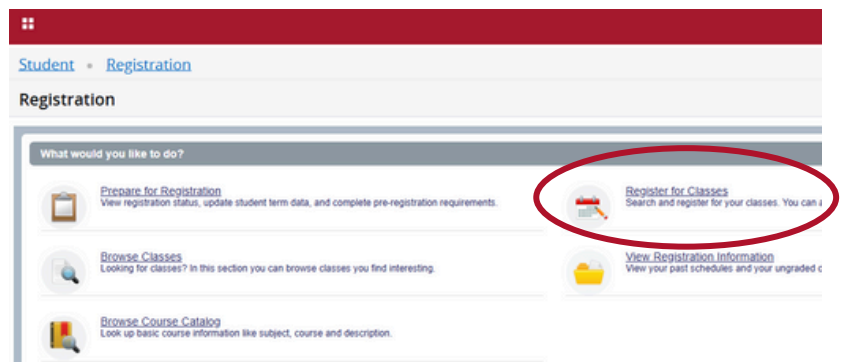 Student Registration
Registration
What would you like to do?
Prepare for Registration
View registration status, update student term data, and complete pre-registration requirements.
Register for Classes
Search and register for your classes. You can a
Browse Classes
Looking for classes? In this section you can browse classes you find interesting.
View Registration Information
View your past schedules and your ungraded c
Browse Course Catalog
Look up basic course information like subject, course and description.